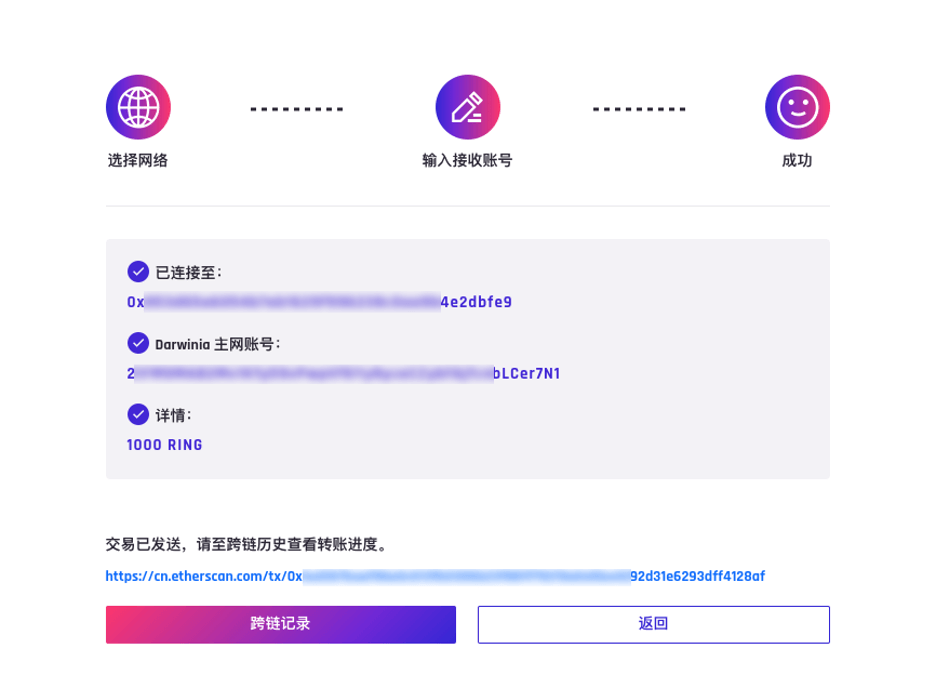 选择网络
输入接收账号
成功
已连接至：
0x 4e2dbfe9
Darwinia 主网账号：
2 bLCer7N1
详情：
1000 RING
交易已发送，请至跨链历史查看转账进度。
https://cn.etherscan.com/tx/0x 92d31e6293dff4128af
跨链记录
返回